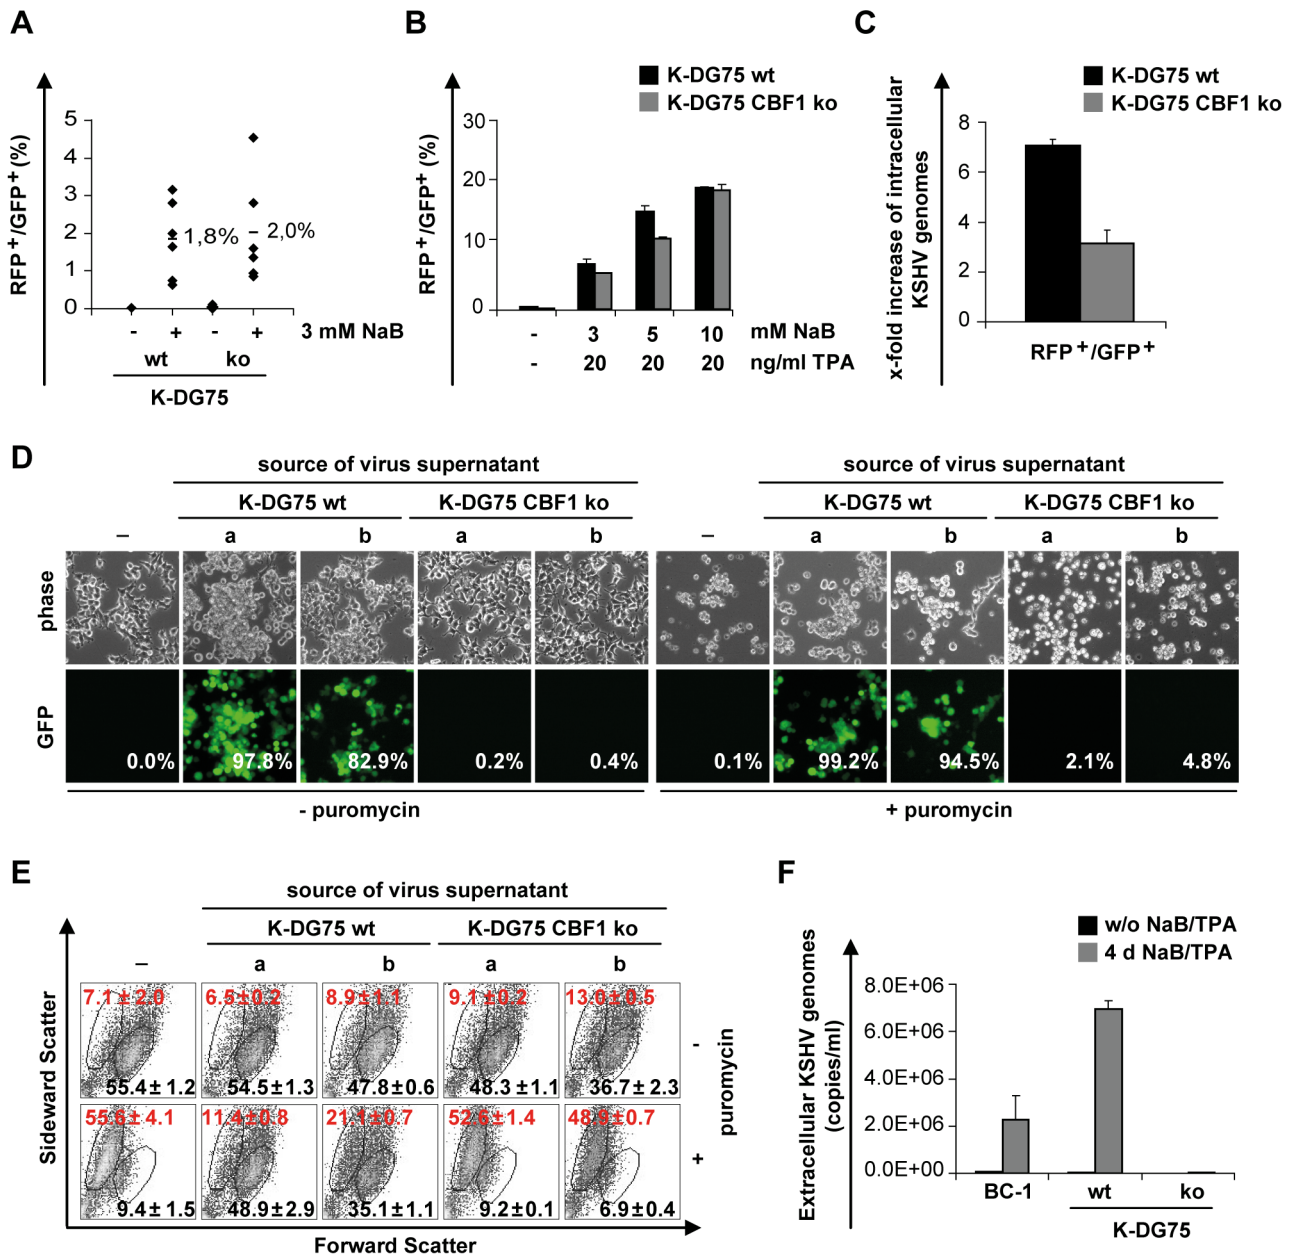 A
RFP+/GFP+ (%)
5
4
3
2
1
0
1,8%
2,0%
- + - + 3 mM NaB
wt ko
K-DG75
B
K-DG75 wt
K-DG75 CBF1 ko
RFP+/GFP+ (%)
30
20
10
0
- 3 5 10 mM NaB
- 20 20 20 ng/ml TPA
C
K-DG75 wt
K-DG75 CBF1 ko
x-fold increase of intracellular
KSHV genomes
8
6
4
2
0
RFP+/GFP+
D
source of virus supernatant source of virus supernatant
K-DG75 wt K-DG75 CBF1 ko K-DG75 wt K-DG75 CBF1 ko
– a b a b – a b a b
phase
GFP
0.0% 97.8% 82.9% 0.2% 0.4% 0.1% 99.2% 94.5% 2.1% 4.8%
- puromycin + puromycin
E
source of virus supernatant
K-DG75 wt K-DG75 CBF1 ko
– a b a b
Sideward Scatter
7.1±2.0 6.5±0.2 8.9±1.1 9.1±0.2 13.0±0.5
55.4±1.2 54.5±1.3 47.8±0.6 48.3±1.1 36.7±2.3
-
55.6±4.1 11.4±0.8 21.1±0.7 52.6±1.4 48.9±0.7
9.4±1.5 48.9±2.9 35.1±1.1 9.2±0.1 6.9±0.4
+
puromycin
Forward Scatter
F
w/o NaB/TPA
4 d NaB/TPA
Extracellular KSHV genomes
(copies/ml)
8.0E+06
6.0E+06
4.0E+06
2.0E+06
0.0E+00
BC-1 wt ko
K-DG75